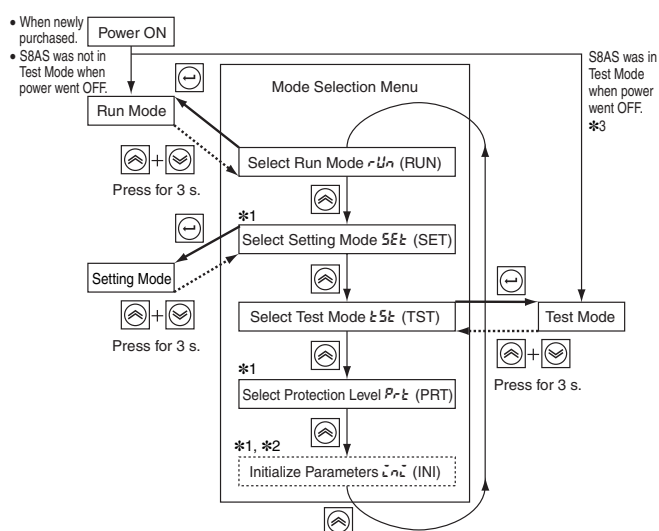 • When newly
purchased.
• S8AS was not in
Test Mode when
power went OFF.
Power ON
S8AS was in
Test Mode
when power
went OFF.
*3
Mode Selection Menu
Run Mode
Select Run Mode rUn (RUN)
+
Press for 3 s.
*1
Select Setting Mode SEt (SET)
Setting Mode
+
Press for 3 s.
Select Test Mode tSt (TST)
Test Mode
+
Press for 3 s.
*1
Select Protection Level Prt (PRT)
*1, *2
Initialize Parameters ini (INI)